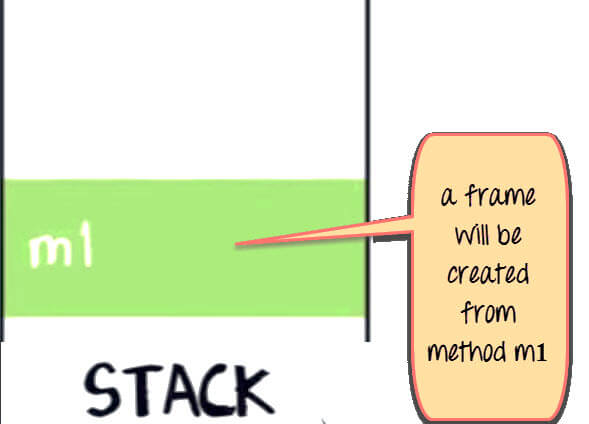 m1
STACK
a frame
will be
created
from
method m1